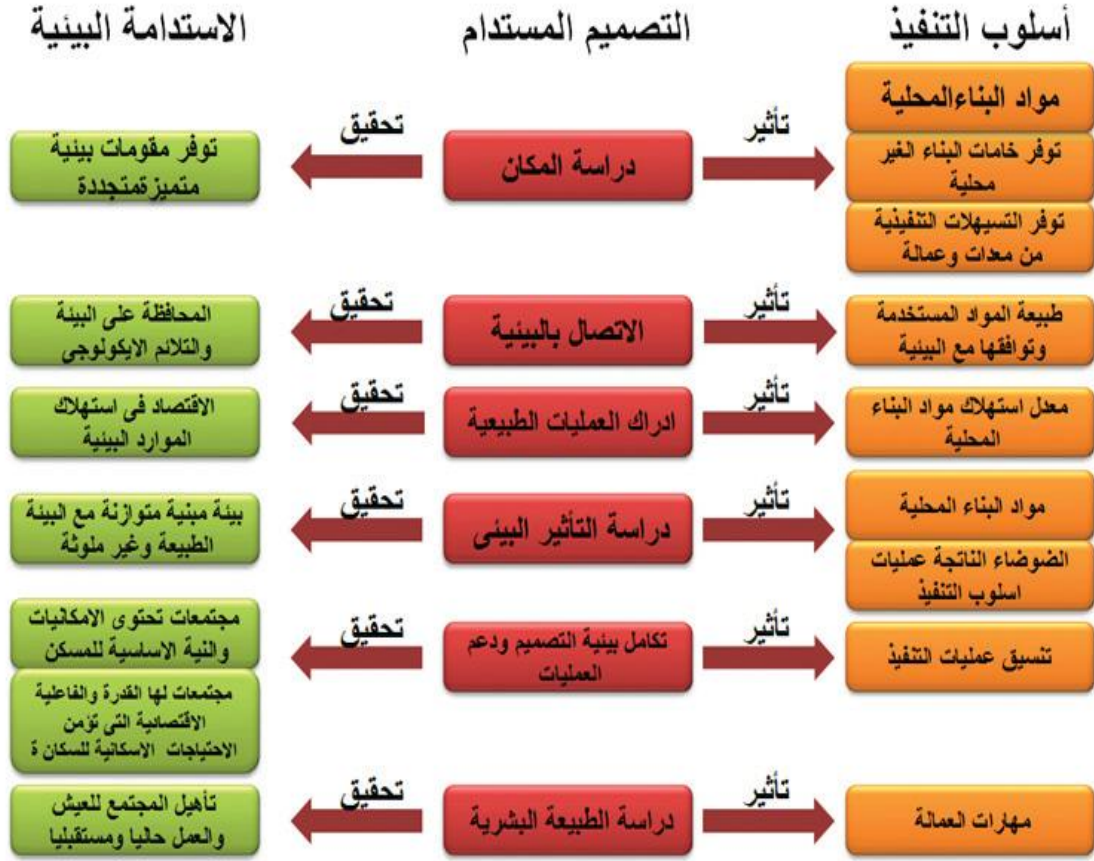 أسلوب التنفيذ
التصميم المستدام
الاستدامة البيئية
مواد البناءالمحلية
توفر خامات البناء الغير
محلية
توفر التسيهلات التنفيذية
من معدات وعمالة
تأثير
دراسة المكان
تحقيق
توفر مقومات بيئية
متميزةمتجددة
طبيعة المواد المستخدمة
وتوافقها مع البيئية
تأثير
الاتصال بالبيئية
تحقيق
المحافظة على البيئة
والتلائم الايكولوجى
معدل استهلاك مواد البناء
المحلية
تأثير
ادراك العمليات الطبيعية
تحقيق
الاقتصاد فى استهلاك
الموارد البيئية
مواد البناء المحلية
الضوضاء الناتجة عمليات
اسلوب التنفيذ
تأثير
دراسة التأثير البيئى
تحقيق
بيئة مبنية متوازنة مع البيئة
الطبيعة وغير ملوثة
تنسيق عمليات التنفيذ
تأثير
تكامل بيئية التصميم ودعم
العمليات
تحقيق
مجتمعات تحتوى الامكانيات
والنية الاساسية للمسكن
مجتمعات لها القدرة والفاعلية
الاقتصادية التى تؤمن
الاحتياجات الاسكانية للسكان ة
مهارات العمالة
تأثير
دراسة الطبيعة البشرية
تحقيق
تأهيل المجتمع للعيش
والعمل حاليا ومستقبليا